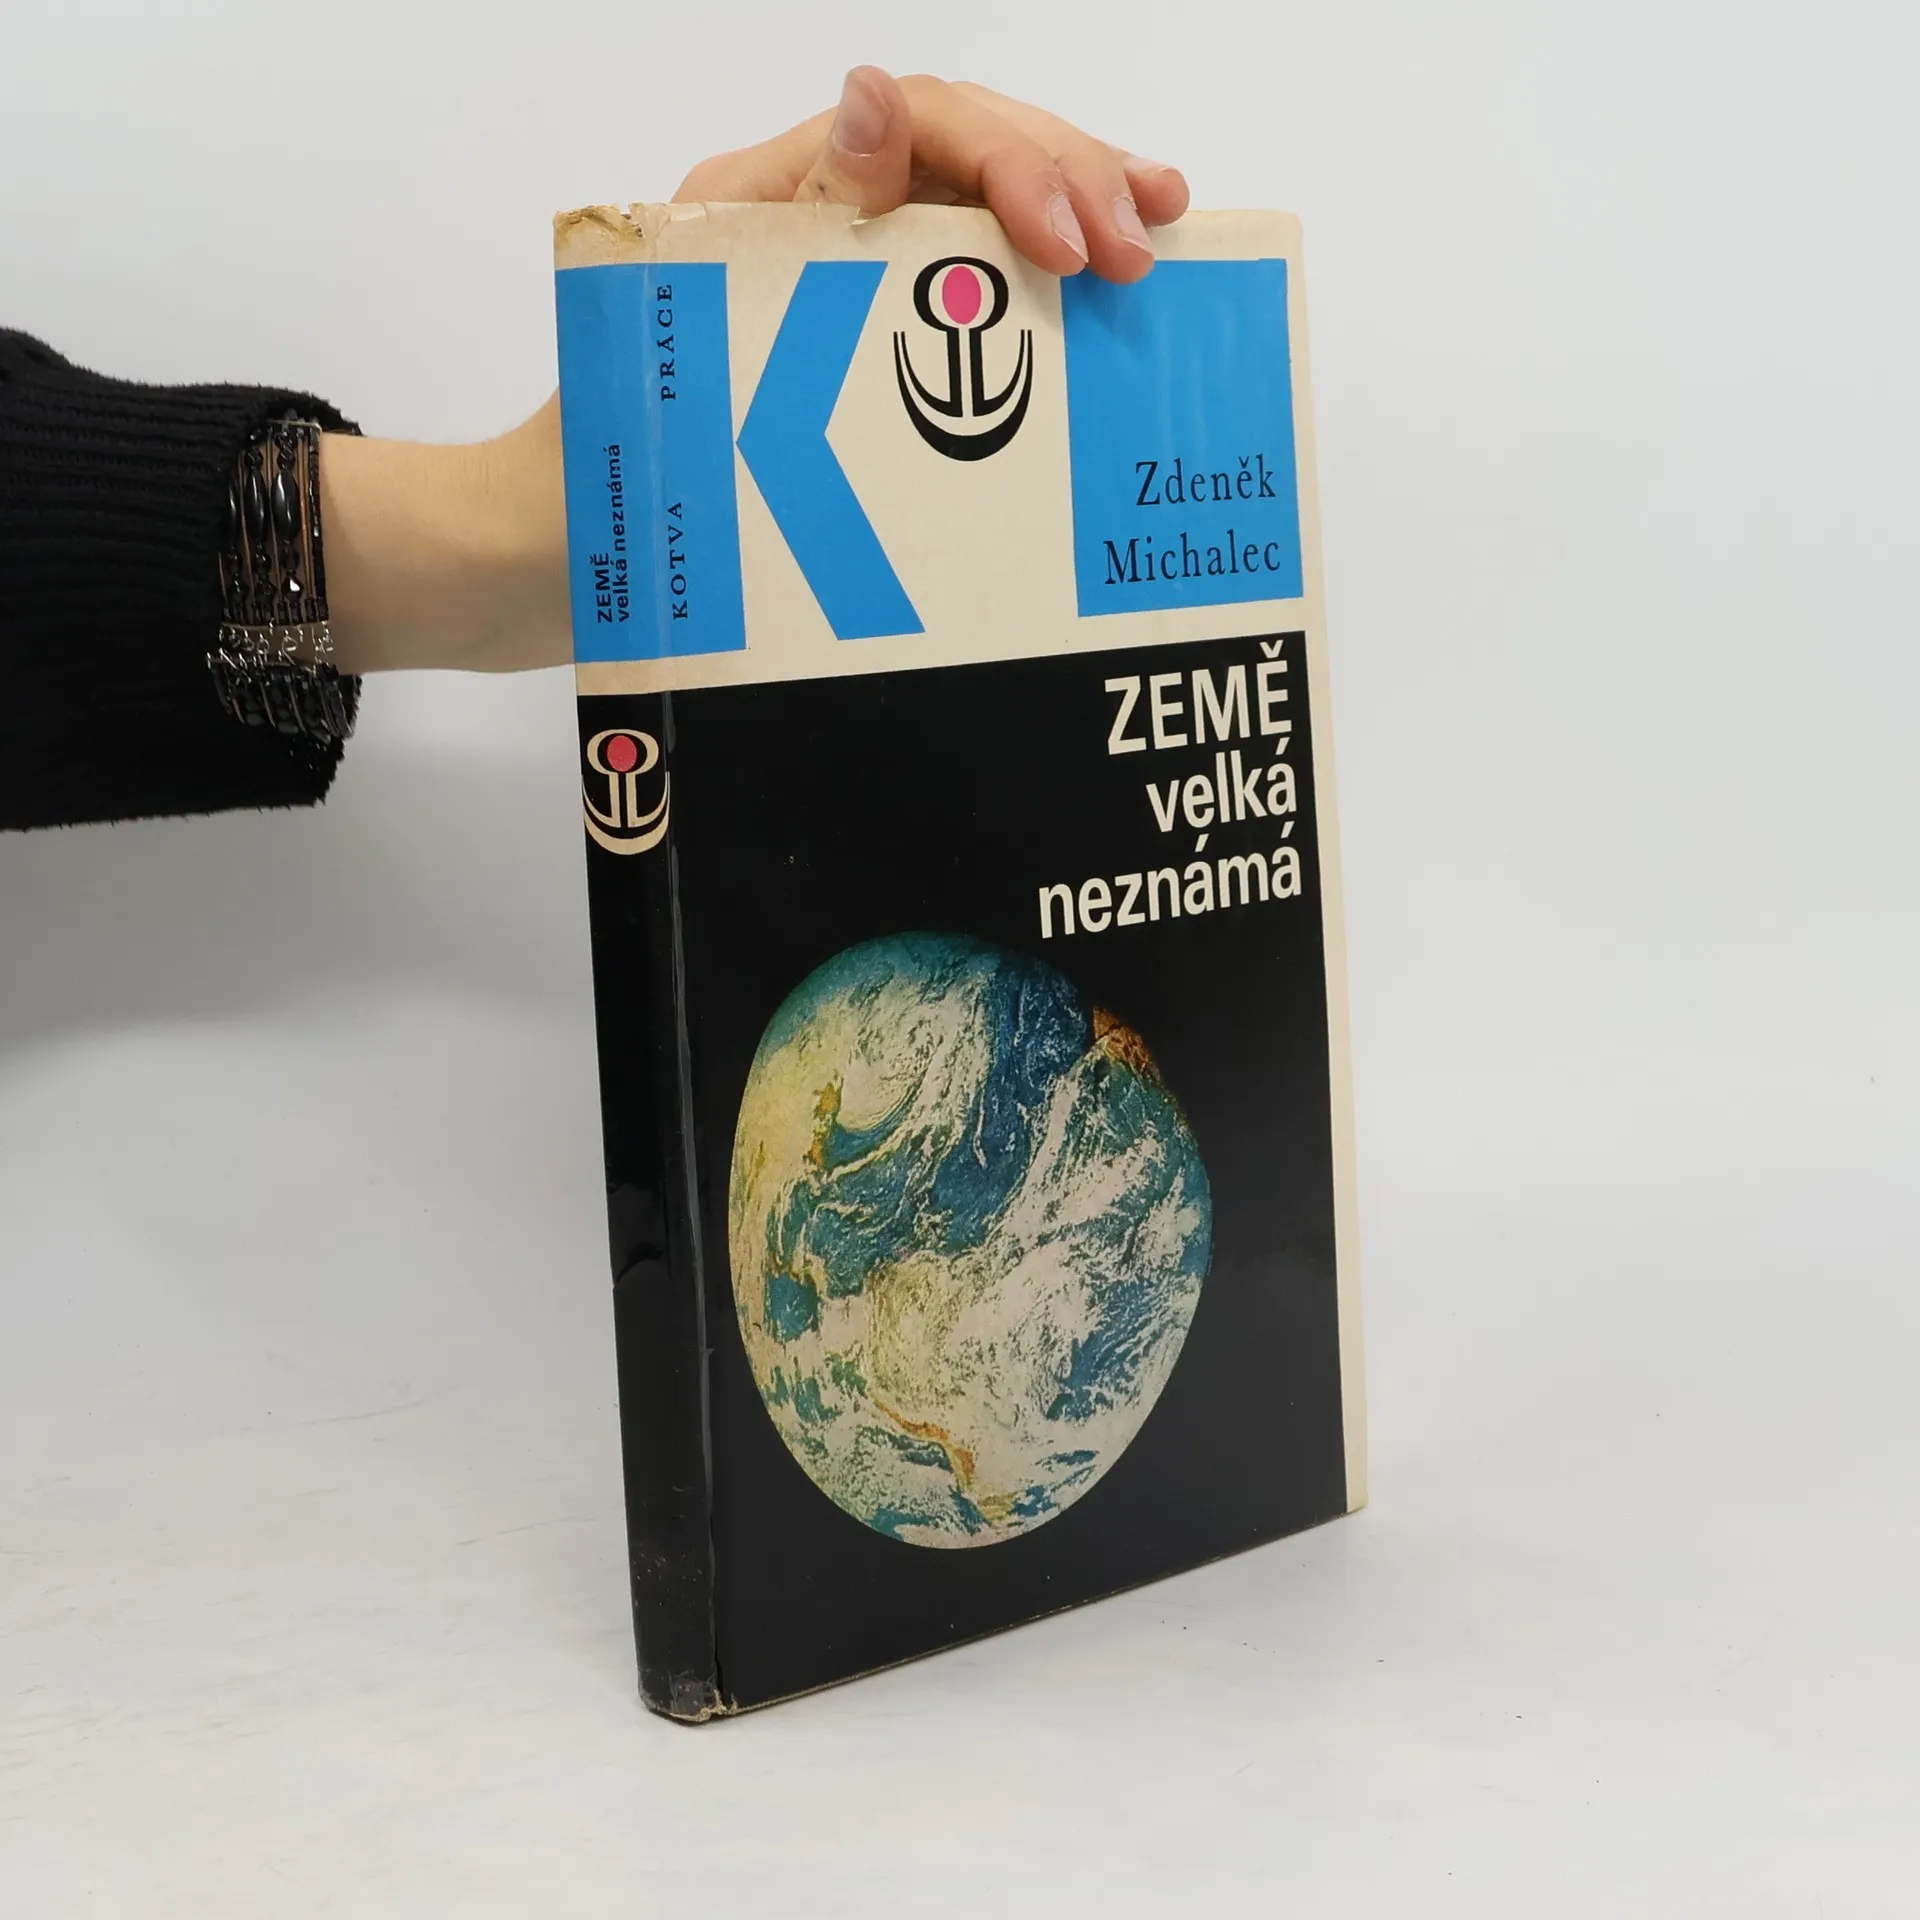 K
Zdeněk
Michalec
ZEMĚ
velká
neznámá
ZEMĚ
velká neznámá
KOTVA PRÁCE